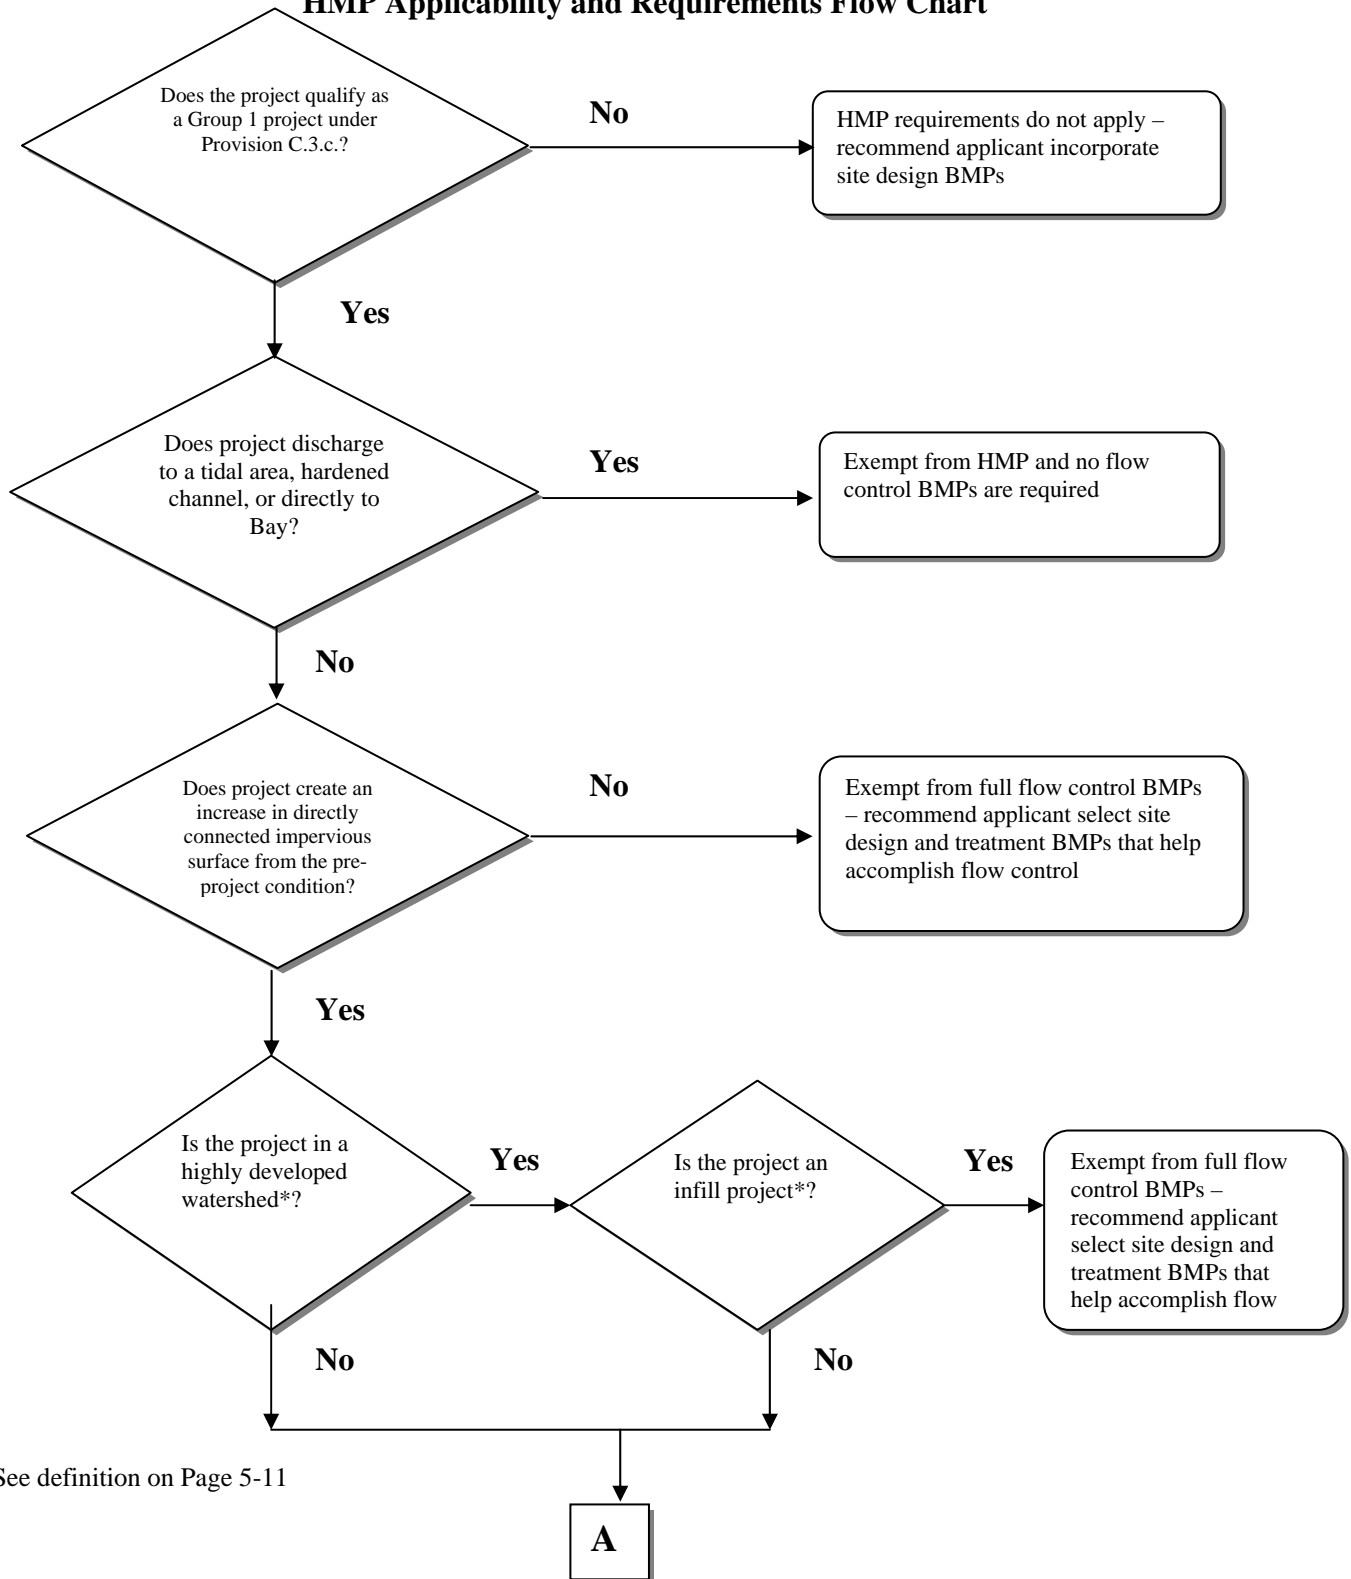 HMP Applicability and Requirements Flow Chart
Does the project qualify as
a Group 1 project under
Provision C.3.c.?
No
HMP requirements do not apply –
recommend applicant incorporate
site design BMPs
Yes
Does project discharge
to a tidal area, hardened
channel, or directly to
Bay?
Yes
Exempt from HMP and no flow
control BMPs are required
No
Does project create an
increase in directly
connected impervious
surface from the pre-
project condition?
No
Exempt from full flow control BMPs
– recommend applicant select site
design and treatment BMPs that help
accomplish flow control
Yes
Is the project in a
highly developed
watershed*?
Yes
Is the project an
infill project*?
Yes
Exempt from full flow
control BMPs –
recommend applicant
select site design and
treatment BMPs that
help accomplish flow
No
No
See definition on Page 5-11
A